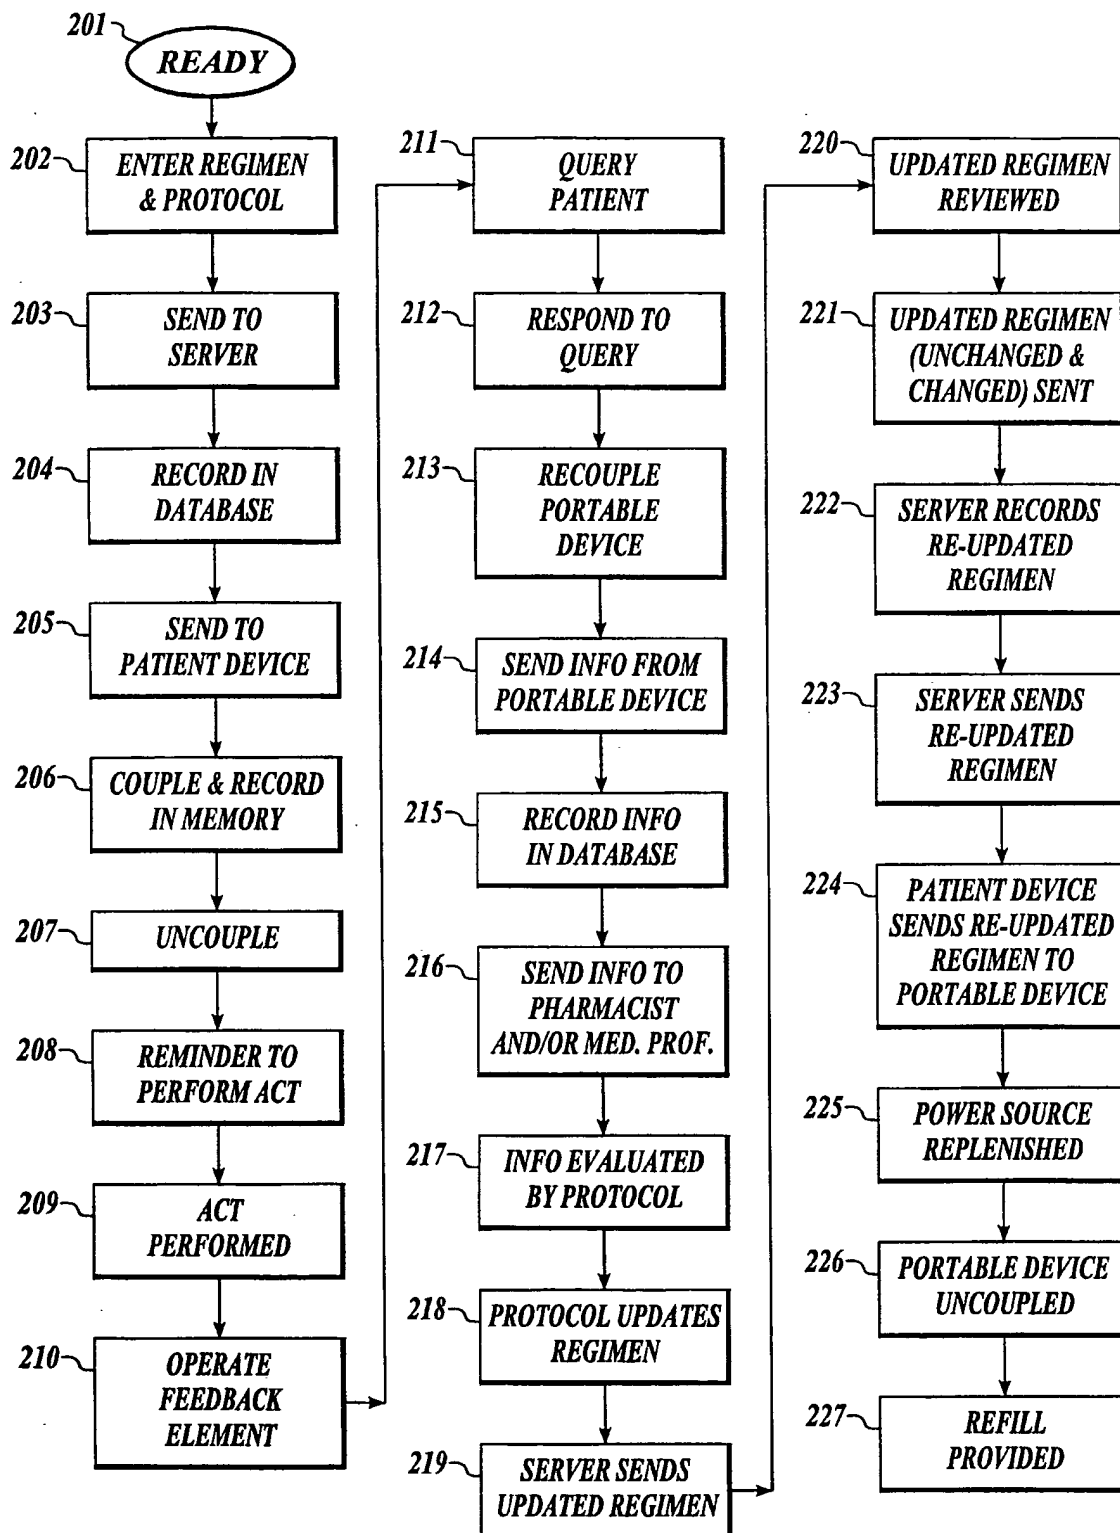 201
READY
202
ENTER REGIMEN
& PROTOCOL
203
SEND TO
SERVER
204
RECORD IN
DATABASE
205
SEND TO
PATIENT DEVICE
206
COUPLE & RECORD
IN MEMORY
207
UNCOUPLE
208
REMINDER TO
PERFORM ACT
209
ACT
PERFORMED
210
OPERATE
FEEDBACK
ELEMENT
211
QUERY
PATIENT
212
RESPOND TO
QUERY
213
RECOUPLE
PORTABLE
DEVICE
214
SEND INFO FROM
PORTABLE DEVICE
215
RECORD INFO
IN DATABASE
216
SEND INFO TO
PHARMACIST
AND/OR MED. PROF.
217
INFO EVALUATED
BY PROTOCOL
218
PROTOCOL UPDATES
REGIMEN
219
SERVER SENDS
UPDATED REGIMEN
220
UPDATED REGIMEN
REVIEWED
221
UPDATED REGIMEN
(UNCHANGED &
CHANGED) SENT
222
SERVER RECORDS
RE-UPDATED
REGIMEN
223
SERVER SENDS
RE-UPDATED
REGIMEN
224
PATIENT DEVICE
SENDS RE-UPDATED
REGIMEN TO
PORTABLE DEVICE
225
POWER SOURCE
REPLENISHED
226
PORTABLE DEVICE
UNCOUPLED
227
REFILL
PROVIDED